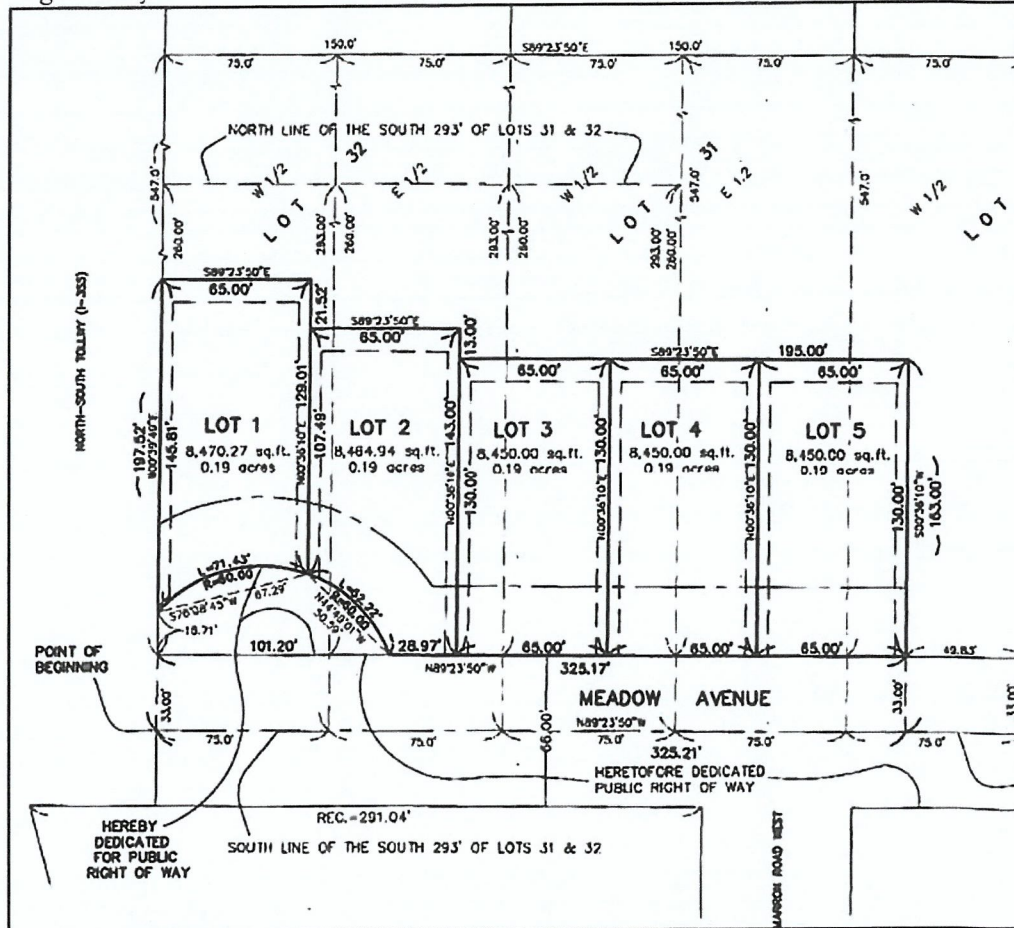 150.0'
S89°23'50"E
150.0'
75.0'
75.0'
75.0'
75.0'
75.0'
NORTH LINE OF THE SOUTH 293' OF LOTS 31 & 32
32
31
W 1/2
E 1/2
W 1/2
E 1.2
W 1/2
LOT
LOT
LOT
547.0'
547.0'
547.0'
260.00'
293.00'
260.00'
293.00'
260.00'
293.00'
260.00'
NORTH-SOUTH TOLLWY (I-355)
S89°23'50"E
65.00'
21.52'
S89°23'50"E
65.00'
13.00'
65.00'
S89°23'50"E
195.00'
65.00'
65.00'
197.52'
N00°39'49"E
145.81'
LOT 1
8,470.27 sq.ft.
0.19 acres
N00°36'10"E
129.01'
107.49'
LOT 2
8,484.94 sq.ft.
0.19 acres
N00°36'10"E
143.00'
130.00'
LOT 3
8,450.00 sq.ft.
0.19 acres
N00°36'10"E
130.00'
LOT 4
8,450.00 sq.ft.
0.19 acres
N00°36'10"E
130.00'
LOT 5
8,450.00 sq.ft.
0.19 acres
130.00'
S00°36'10"W
163.00'
L=71.43'
R=60.00
S76°08'45"W
67.29'
L=52.22'
R=60.00
N44°48'01"W
50.59'
16.71'
101.20'
28.97'
65.00'
65.00'
65.00'
49.83'
N89°23'50"W
325.17'
POINT OF
BEGINNING
MEADOW AVENUE
33.00'
33.00'
33.00'
66.00'
N89°23'50"W
75.0'
75.0'
75.0'
75.0'
75.0'
325.21'
HERETOFORE DEDICATED
PUBLIC RIGHT OF WAY
REC.=291.04'
HEREBY
DEDICATED
FOR PUBLIC
RIGHT OF WAY
SOUTH LINE OF THE SOUTH 293' OF LOTS 31 & 32
MARRON ROAD WEST